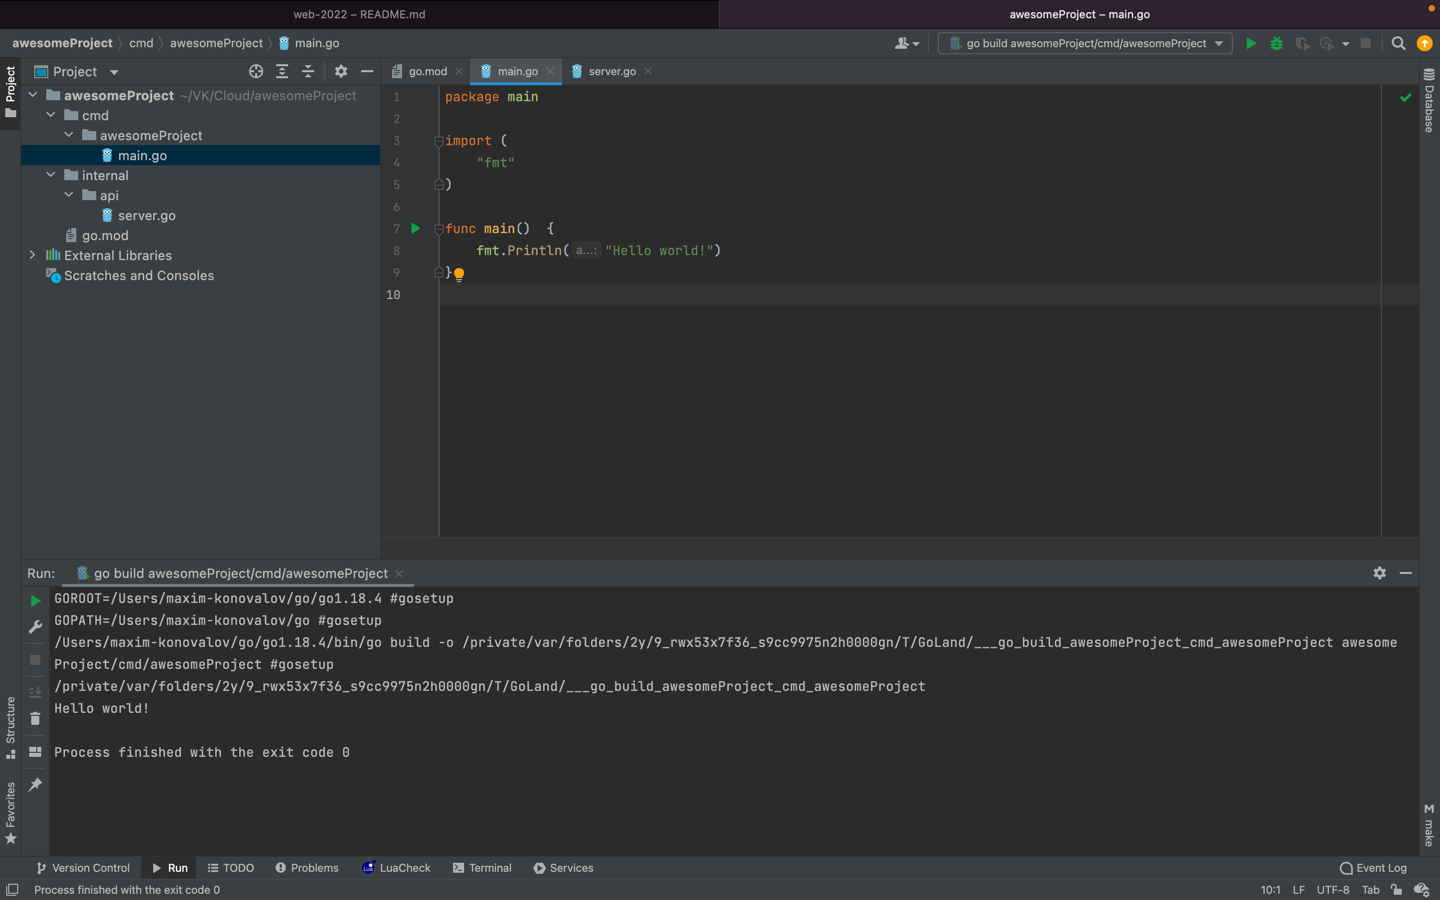 web-2022 – README.md
awesomeProject – main.go
awesomeProject cmd awesomeProject main.go
go build awesomeProject/cmd/awesomeProject
Project
Project
go.mod
main.go
server.go
awesomeProject ~/VK/Cloud/awesomeProject
cmd
awesomeProject
main.go
internal
api
server.go
go.mod
External Libraries
Scratches and Consoles
1 package main
2
3 import (
4 "fmt"
5 )
6
7 func main() {
8 fmt.Println( a...: "Hello world!")
9 }
10
Database
Run: go build awesomeProject/cmd/awesomeProject
GOROOT=/Users/maxim-konovalov/go/go1.18.4 #gosetup
GOPATH=/Users/maxim-konovalov/go #gosetup
/Users/maxim-konovalov/go/go1.18.4/bin/go build -o /private/var/folders/2y/9_rwx53x7f36_s9cc9975n2h0000gn/T/GoLand/___go_build_awesomeProject_cmd_awesomeProject awesome
Project/cmd/awesomeProject #gosetup
/private/var/folders/2y/9_rwx53x7f36_s9cc9975n2h0000gn/T/GoLand/___go_build_awesomeProject_cmd_awesomeProject
Hello world!
Process finished with the exit code 0
Structure
Favorites
M make
Version Control Run TODO Problems LuaCheck Terminal Services Event Log
Process finished with the exit code 0
10:1 LF UTF-8 Tab